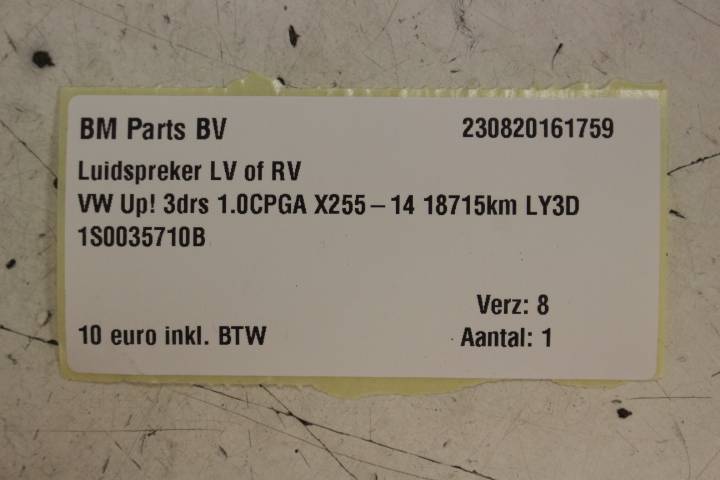 BM Parts BV 230820161759
Luidspreker LV of RV
VW Up! 3drs 1.0CPGA X255-14 18715km LY3D
1S0035710B
Verz: 8
10 euro inkl. BTW Aantal: 1